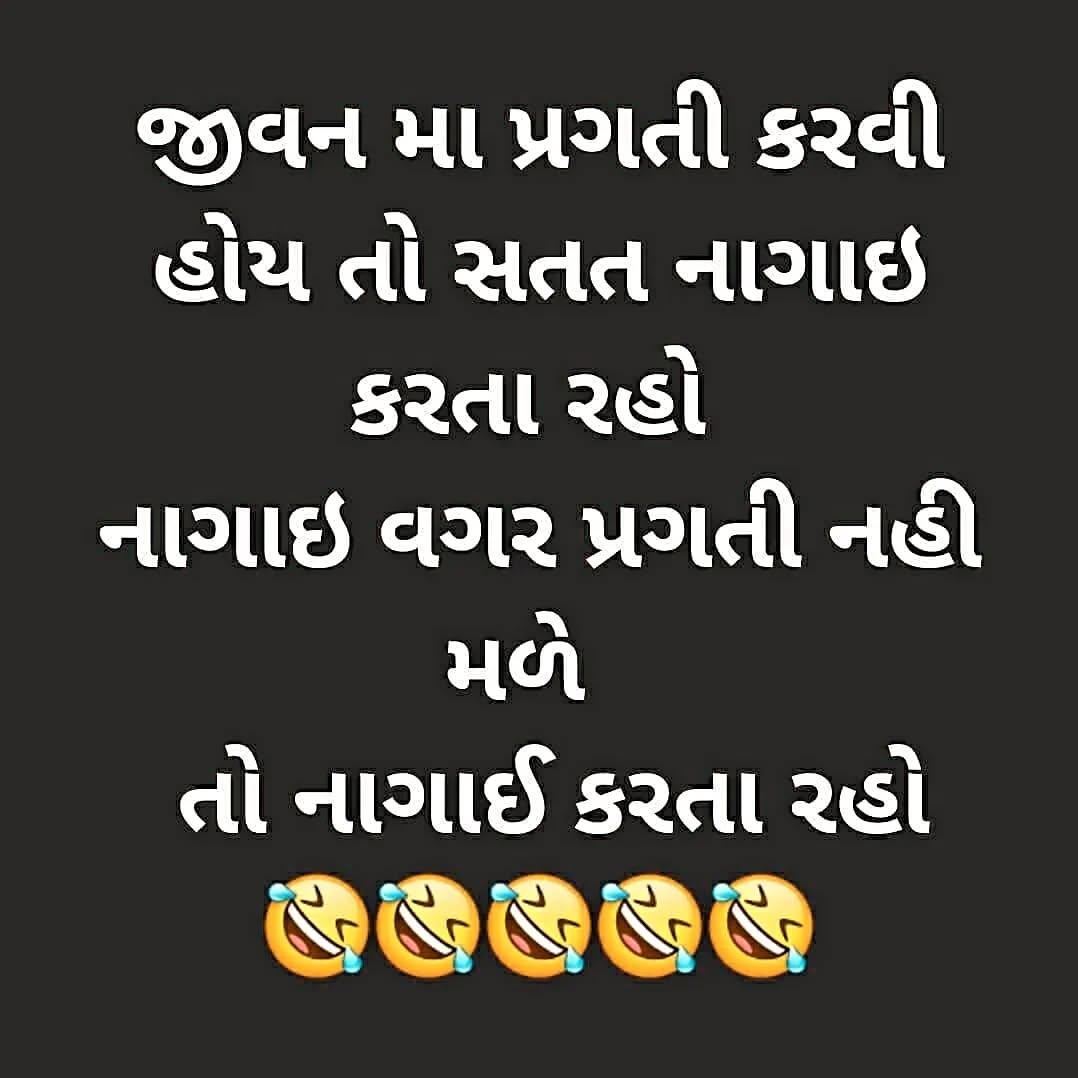 જીવન મા પ્રગતી કરવી
હોય તો સતત નાગાઇ
કરતા રહો
નાગાઇ વગર પ્રગતી નહી
મળે
તો નાગાઈ કરતા રહો
🤣🤣🤣🤣🤣